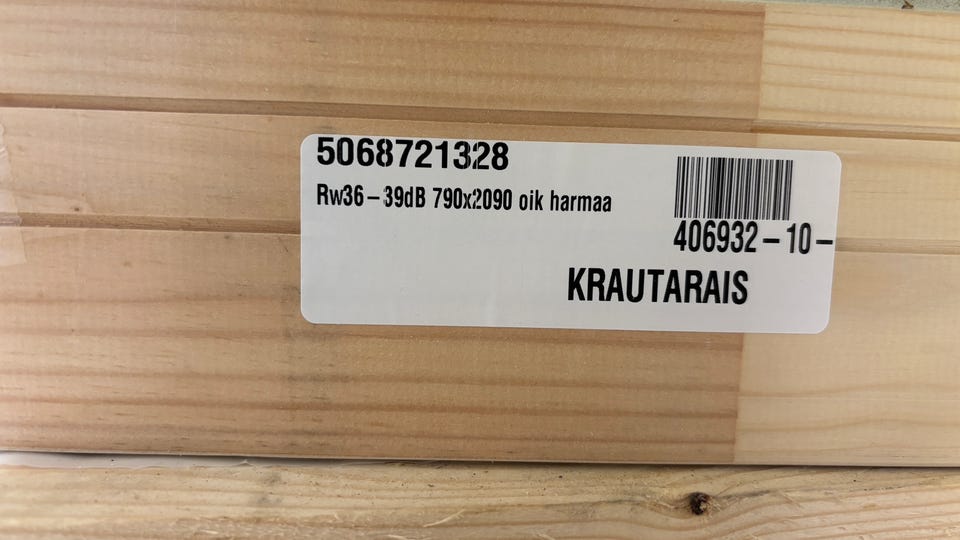 5068721328
Rw36-39dB 790x2090 oik harmaa
406932-10-
KRAUTARAIS